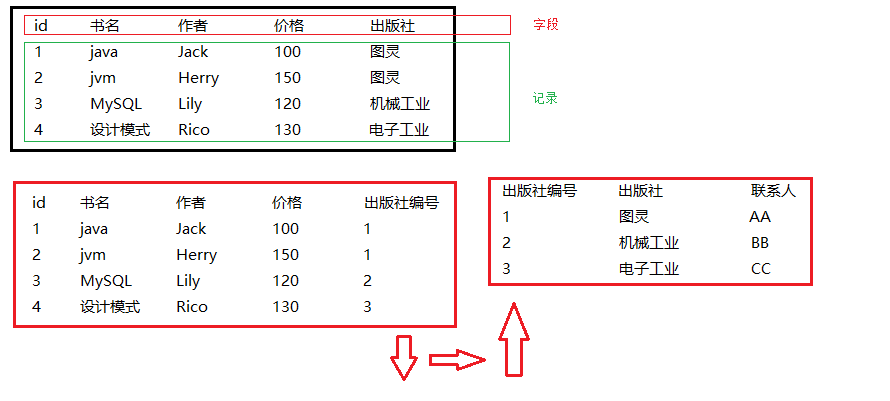 id 书名 作者 价格 出版社 字段
1 java Jack 100 图灵
2 jvm Herry 150 图灵
3 MySQL Lily 120 机械工业
4 设计模式 Rico 130 电子工业
记录
id 书名 作者 价格 出版社编号
1 java Jack 100 1
2 jvm Herry 150 1
3 MySQL Lily 120 2
4 设计模式 Rico 130 3
出版社编号 出版社 联系人
1 图灵 AA
2 机械工业 BB
3 电子工业 CC